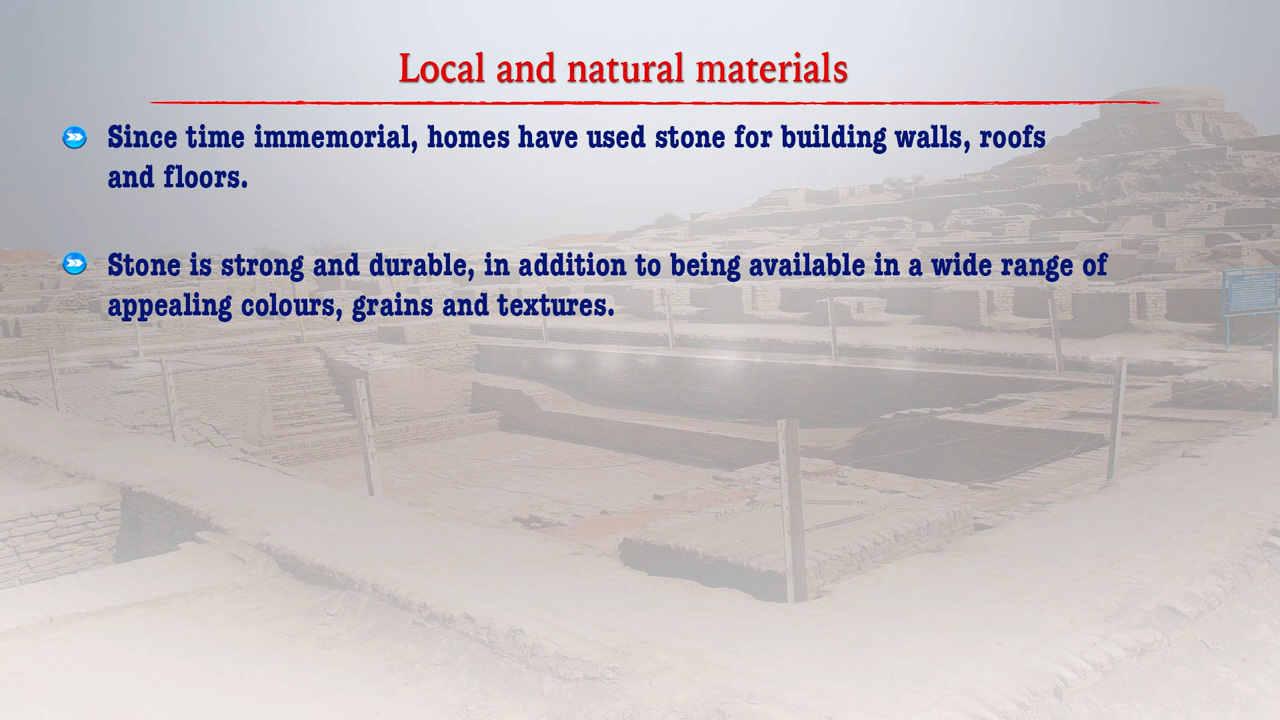 Local and natural materials
Since time immemorial, homes have used stone for building walls, roofs
and floors.
Stone is strong and durable, in addition to being available in a wide range of
appealing colours, grains and textures.